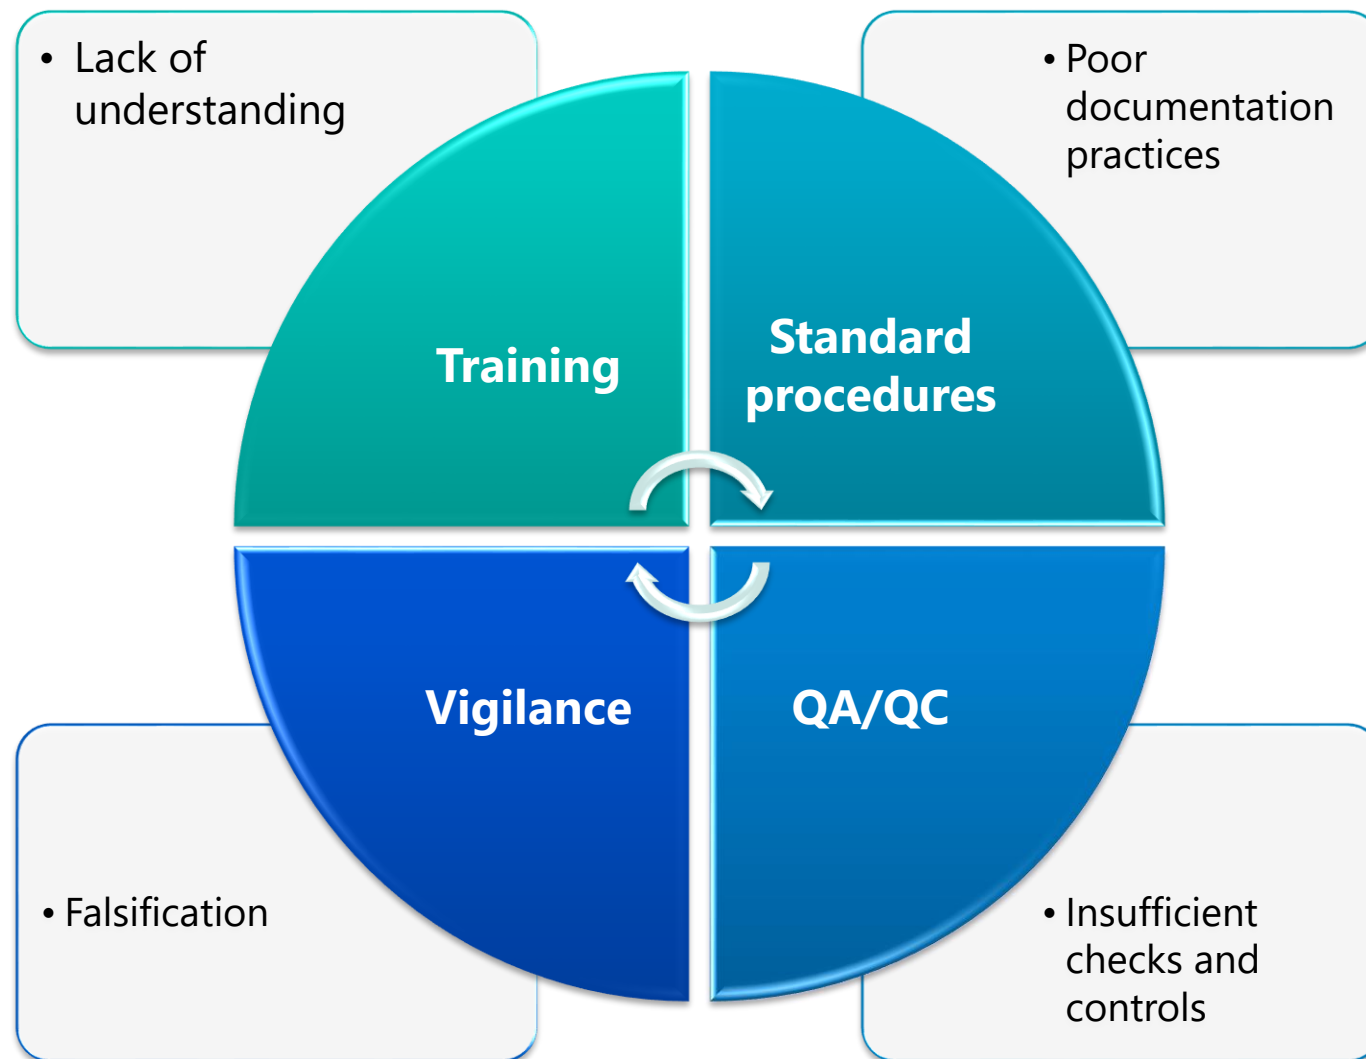 • Lack of
understanding
• Poor
documentation
practices
Training
Standard
procedures
Vigilance
QA/QC
• Falsification
• Insufficient
checks and
controls